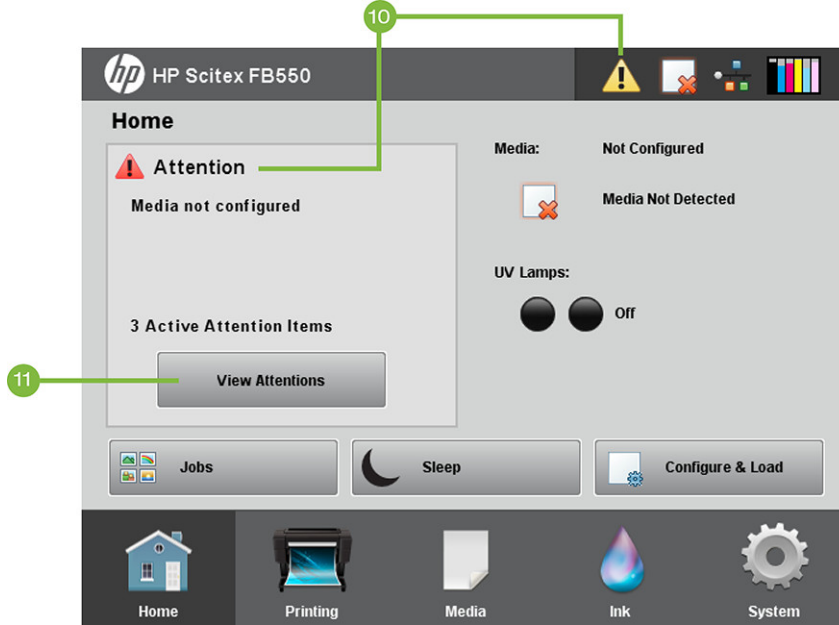 10
hp HP Scitex FB550
Home
Attention
Media not configured
3 Active Attention Items
11
View Attentions
Media: Not Configured
Media Not Detected
UV Lamps:
Off
Jobs
Sleep
Configure & Load
Home
Printing
Media
Ink
System